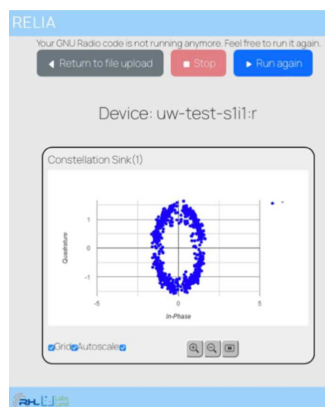 RELIA
Your GNU Radio code is not running anymore. Feel free to run it again.
Return to file upload
Stop
Run again
Device: uw-test-s1i1:r
Constellation Sink(1)
1
0
-1
Quadrature
-5
0
5
In-Phase
Grid Autoscale
RHL